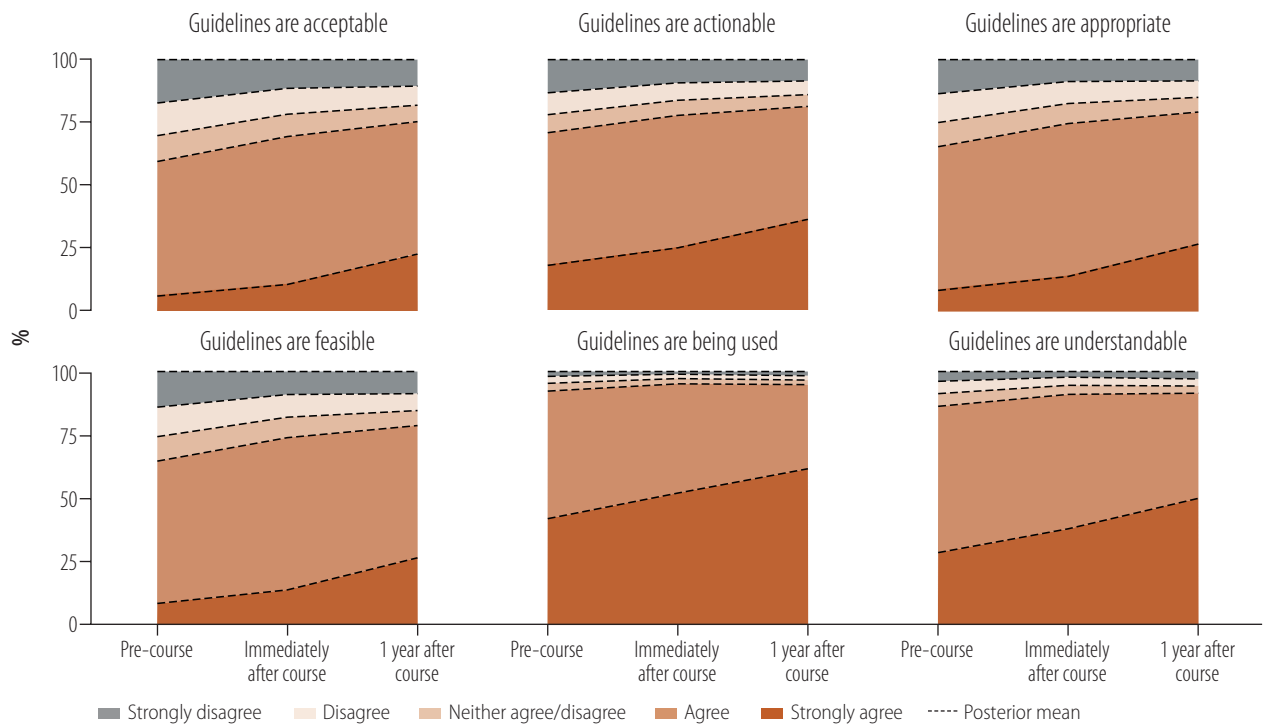 Guidelines are acceptable
Guidelines are actionable
Guidelines are appropriate
100
75
50
25
0
%
Guidelines are feasible
Guidelines are being used
Guidelines are understandable
100
75
50
25
0
Pre-course
Immediately
after course
1 year after
course
Pre-course
Immediately
after course
1 year after
course
Pre-course
Immediately
after course
1 year after
course
Strongly disagree
Disagree
Neither agree/disagree
Agree
Strongly agree
Posterior mean